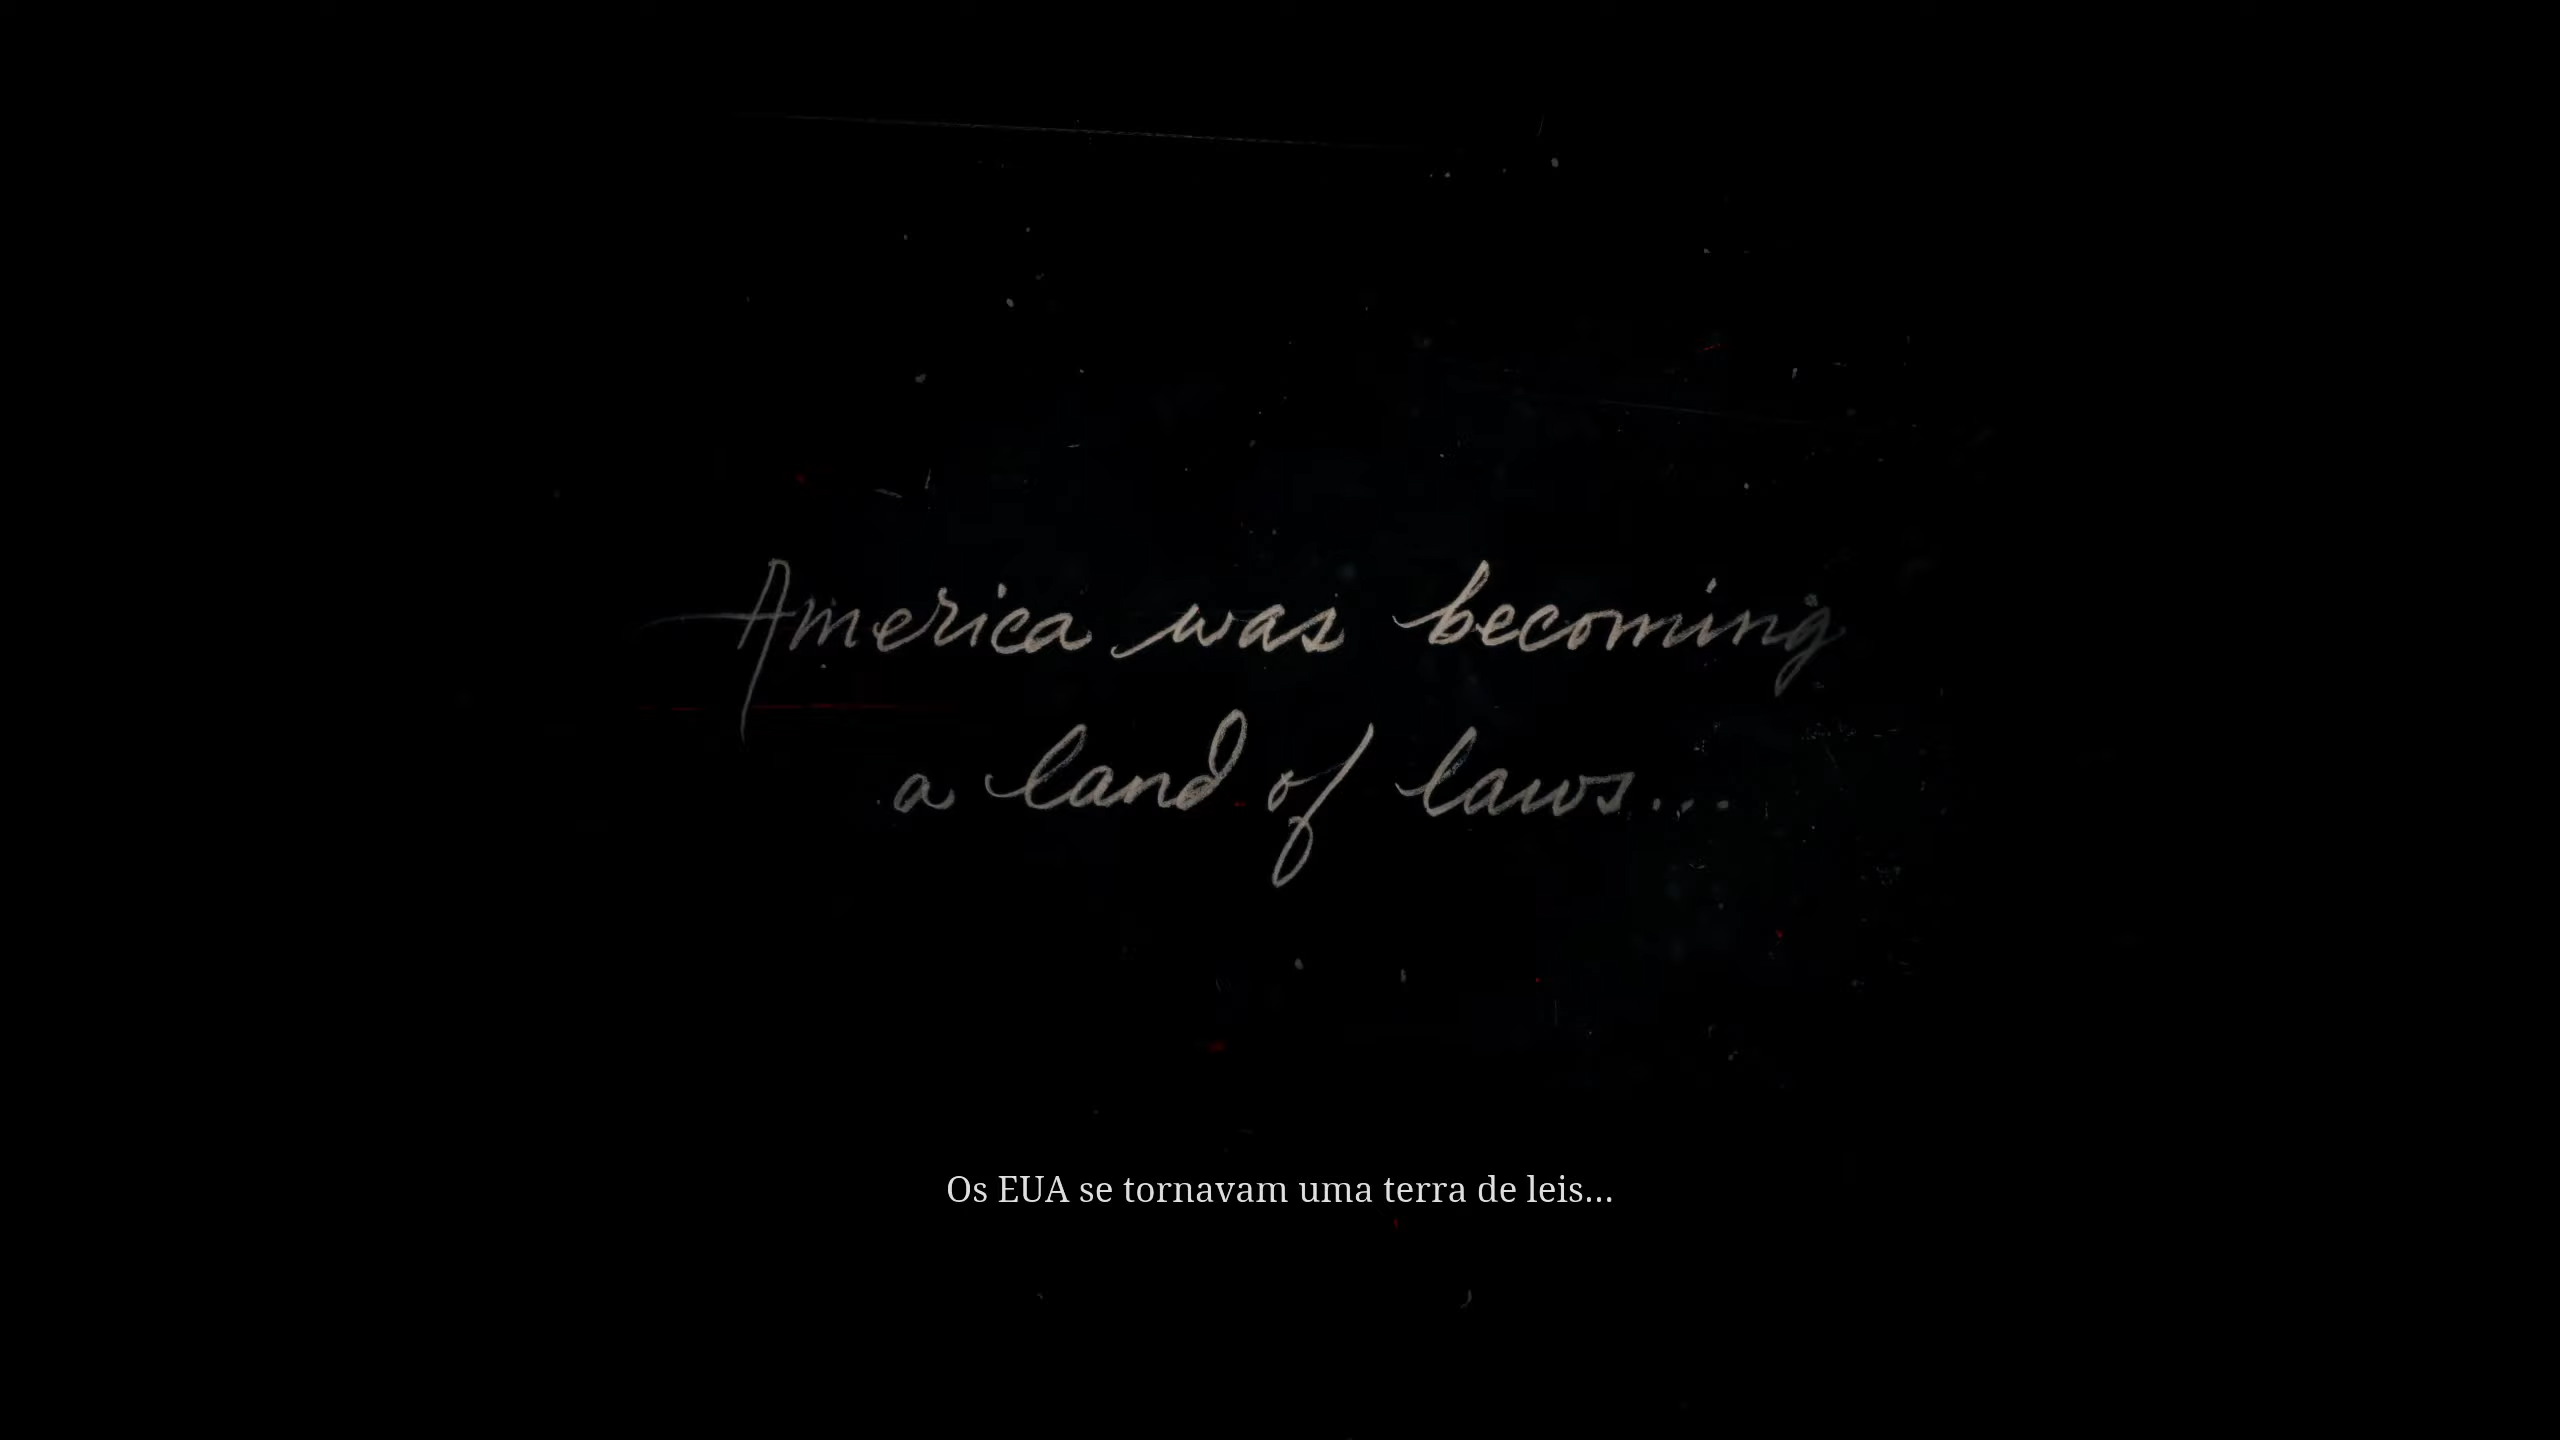 America was becoming
a land of laws...
Os EUA se tornavam uma terra de leis...